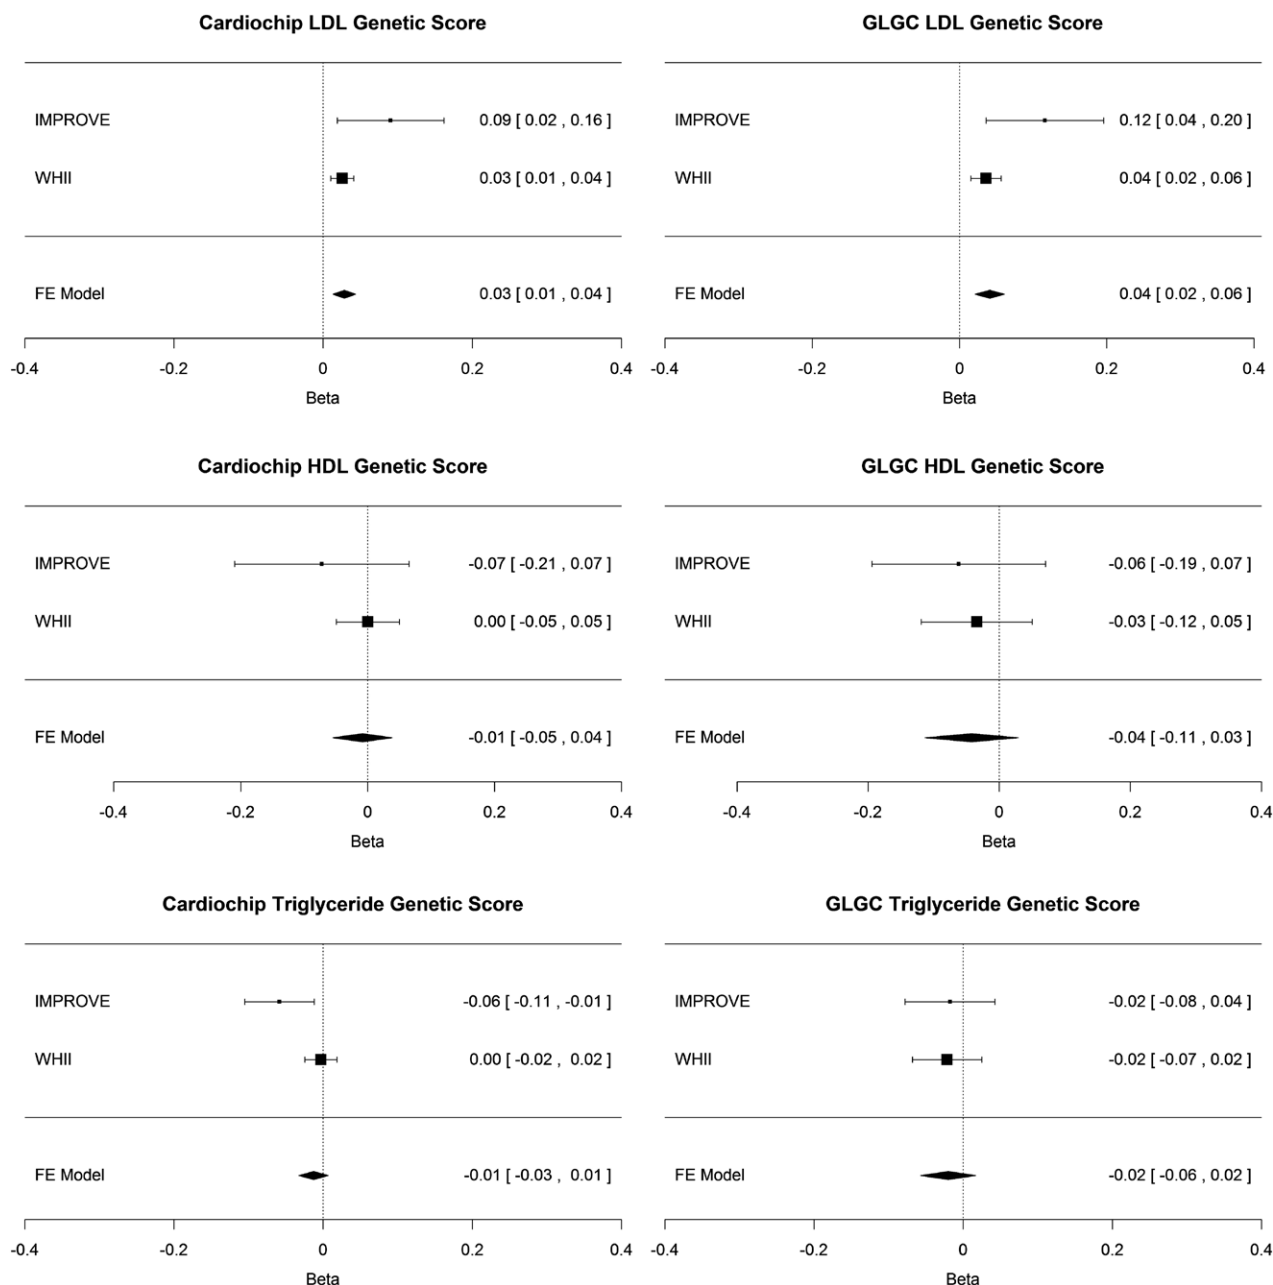 Cardiochip LDL Genetic Score
IMPROVE 0.09 [ 0.02 , 0.16 ]
WHII 0.03 [ 0.01 , 0.04 ]
FE Model 0.03 [ 0.01 , 0.04 ]
-0.4 -0.2 0 0.2 0.4
Beta
GLGC LDL Genetic Score
IMPROVE 0.12 [ 0.04 , 0.20 ]
WHII 0.04 [ 0.02 , 0.06 ]
FE Model 0.04 [ 0.02 , 0.06 ]
-0.4 -0.2 0 0.2 0.4
Beta
Cardiochip HDL Genetic Score
IMPROVE -0.07 [ -0.21 , 0.07 ]
WHII 0.00 [ -0.05 , 0.05 ]
FE Model -0.01 [ -0.05 , 0.04 ]
-0.4 -0.2 0 0.2 0.4
Beta
GLGC HDL Genetic Score
IMPROVE -0.06 [ -0.19 , 0.07 ]
WHII -0.03 [ -0.12 , 0.05 ]
FE Model -0.04 [ -0.11 , 0.03 ]
-0.4 -0.2 0 0.2 0.4
Beta
Cardiochip Triglyceride Genetic Score
IMPROVE -0.06 [ -0.11 , -0.01 ]
WHII 0.00 [ -0.02 , 0.02 ]
FE Model -0.01 [ -0.03 , 0.01 ]
-0.4 -0.2 0 0.2 0.4
Beta
GLGC Triglyceride Genetic Score
IMPROVE -0.02 [ -0.08 , 0.04 ]
WHII -0.02 [ -0.07 , 0.02 ]
FE Model -0.02 [ -0.06 , 0.02 ]
-0.4 -0.2 0 0.2 0.4
Beta